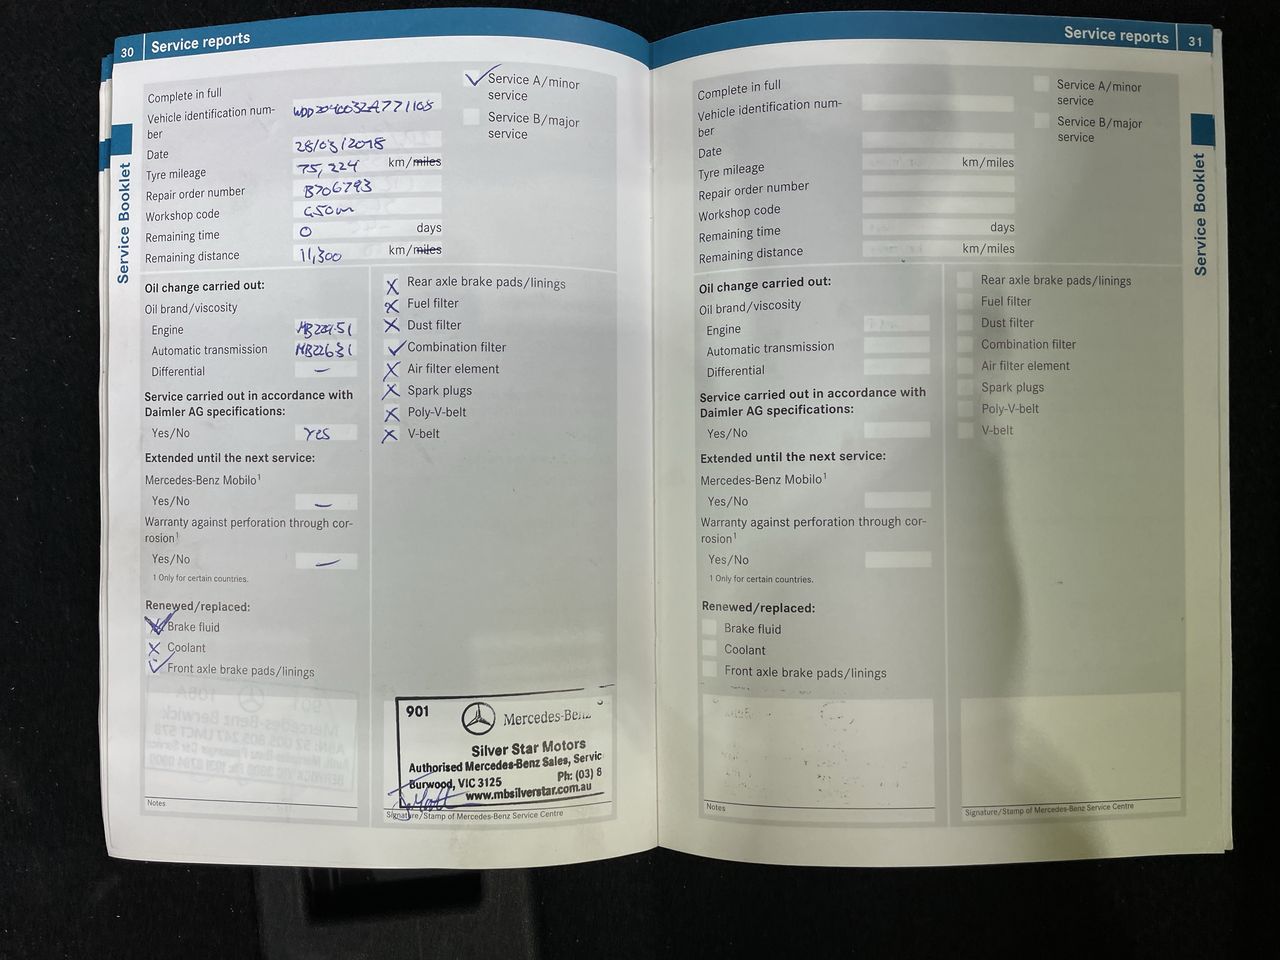 30 Service reports
Complete in full
Vehicle identification num-
ber WDD2040032A771105
Date 28/03/2018
Tyre mileage 75,224 km/miles
Repair order number B706793
Workshop code
Remaining time 0 days
Remaining distance 11,300 km/miles
✓ Service A/minor
service
Service B/major
service
Service Booklet
Oil change carried out:
Oil brand/viscosity
Engine MB229.51
Automatic transmission
Differential —
Service carried out in accordance with
Daimler AG specifications:
Yes/No Yes
Extended until the next service:
Mercedes-Benz Mobilo¹
Yes/No —
Warranty against perforation through cor-
rosion¹
Yes/No —
1 Only for certain countries.
Renewed/replaced:
Brake fluid
X Coolant
✓ Front axle brake pads/linings
Notes
X Rear axle brake pads/linings
X Fuel filter
X Dust filter
✓ Combination filter
X Air filter element
X Spark plugs
X Poly-V-belt
X V-belt
901 Mercedes-Benz
Silver Star Motors
Authorised Mercedes-Benz Sales, Servic
Burwood, VIC 3125 Ph: (03) 8
www.mbsilverstar.com.au
Signature/Stamp of Mercedes-Benz Service Centre
Service reports 31
Complete in full
Vehicle identification num-
ber
Date
Tyre mileage km/miles
Repair order number
Workshop code
Remaining time days
Remaining distance km/miles
Service A/minor
service
Service B/major
service
Service Booklet
Oil change carried out:
Oil brand/viscosity
Engine
Automatic transmission
Differential
Service carried out in accordance with
Daimler AG specifications:
Yes/No
Extended until the next service:
Mercedes-Benz Mobilo¹
Yes/No
Warranty against perforation through cor-
rosion¹
Yes/No
1 Only for certain countries.
Renewed/replaced:
Brake fluid
Coolant
Front axle brake pads/linings
Notes
Rear axle brake pads/linings
Fuel filter
Dust filter
Combination filter
Air filter element
Spark plugs
Poly-V-belt
V-belt
Signature/Stamp of Mercedes-Benz Service Centre